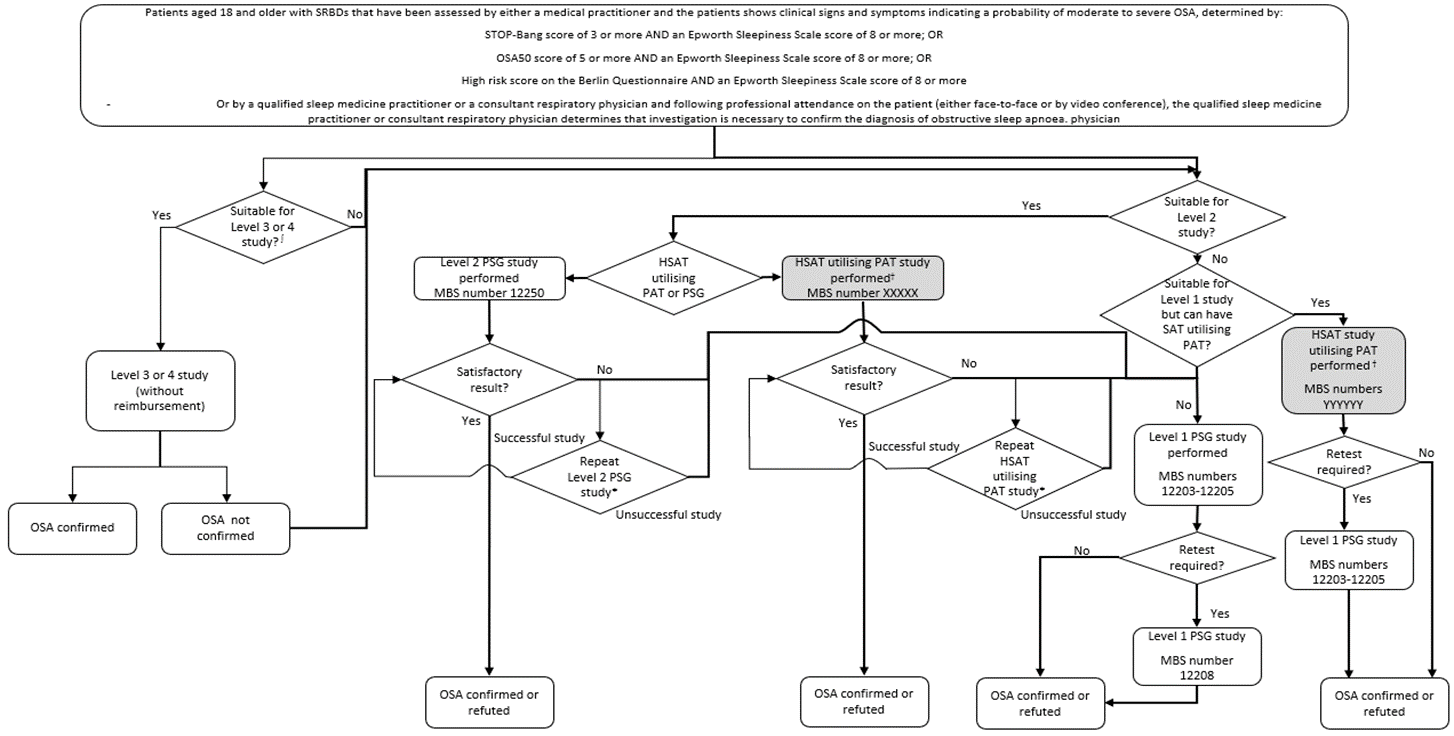 Patients aged 18 and older with SRBDs that have been assessed by either a medical practitioner and the patients shows clinical signs and symptoms indicating a probability of moderate to severe OSA, determined by:
STOP-Bang score of 3 or more AND an Epworth Sleepiness Scale score of 8 or more; OR
OSA50 score of 5 or more AND an Epworth Sleepiness Scale score of 8 or more; OR
High risk score on the Berlin Questionnaire AND an Epworth Sleepiness Scale score of 8 or more
- Or by a qualified sleep medicine practitioner or a consultant respiratory physician and following professional attendance on the patient (either face-to-face or by video conference), the qualified sleep medicine
practitioner or consultant respiratory physician determines that investigation is necessary to confirm the diagnosis of obstructive sleep apnoea. physician
Yes
Suitable for
Level 3 or 4
study?ʃ
No
Level 3 or 4 study
(without
reimbursement)
OSA confirmed
OSA not
confirmed
Suitable for
Level 2
study?
Yes
No
HSAT
utilising
PAT or PSG
Level 2 PSG study
performed
MBS number 12250
HSAT utilising PAT study
performed†
MBS number XXXXX
Satisfactory
result?
No
Yes
Successful study
Repeat
Level 2 PSG
study*
Unsuccessful study
OSA confirmed or
refuted
Satisfactory
result?
No
Yes
Successful study
Repeat
HSAT
utilising
PAT study*
Unsuccessful study
OSA confirmed or
refuted
Suitable for
Level 1 study
but can have
SAT utilising
PAT?
Yes
No
Level 1 PSG study
performed
MBS numbers
12203-12205
Retest
required?
No
Yes
Level 1 PSG study
MBS number
12208
OSA confirmed or
refuted
HSAT study
utilising PAT
performed †
MBS numbers
YYYYYY
Retest
required?
No
Yes
Level 1 PSG study
MBS numbers
12203-12205
OSA confirmed or
refuted